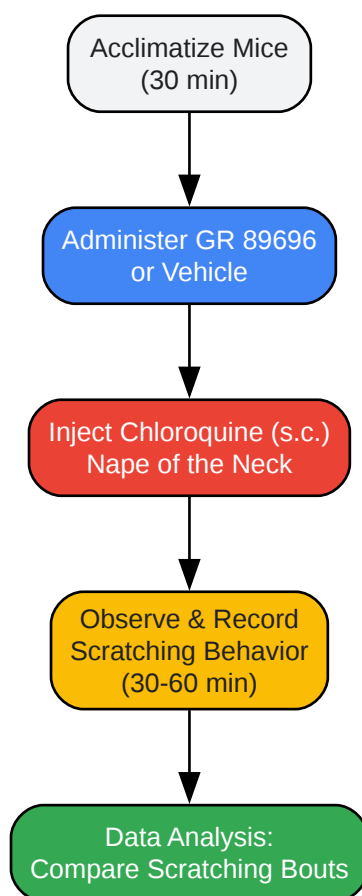 Acclimatize Mice
(30 min)
Administer GR 89696
or Vehicle
Inject Chloroquine (s.c.)
Nape of the Neck
Observe & Record
Scratching Behavior
(30-60 min)
Data Analysis:
Compare Scratching Bouts